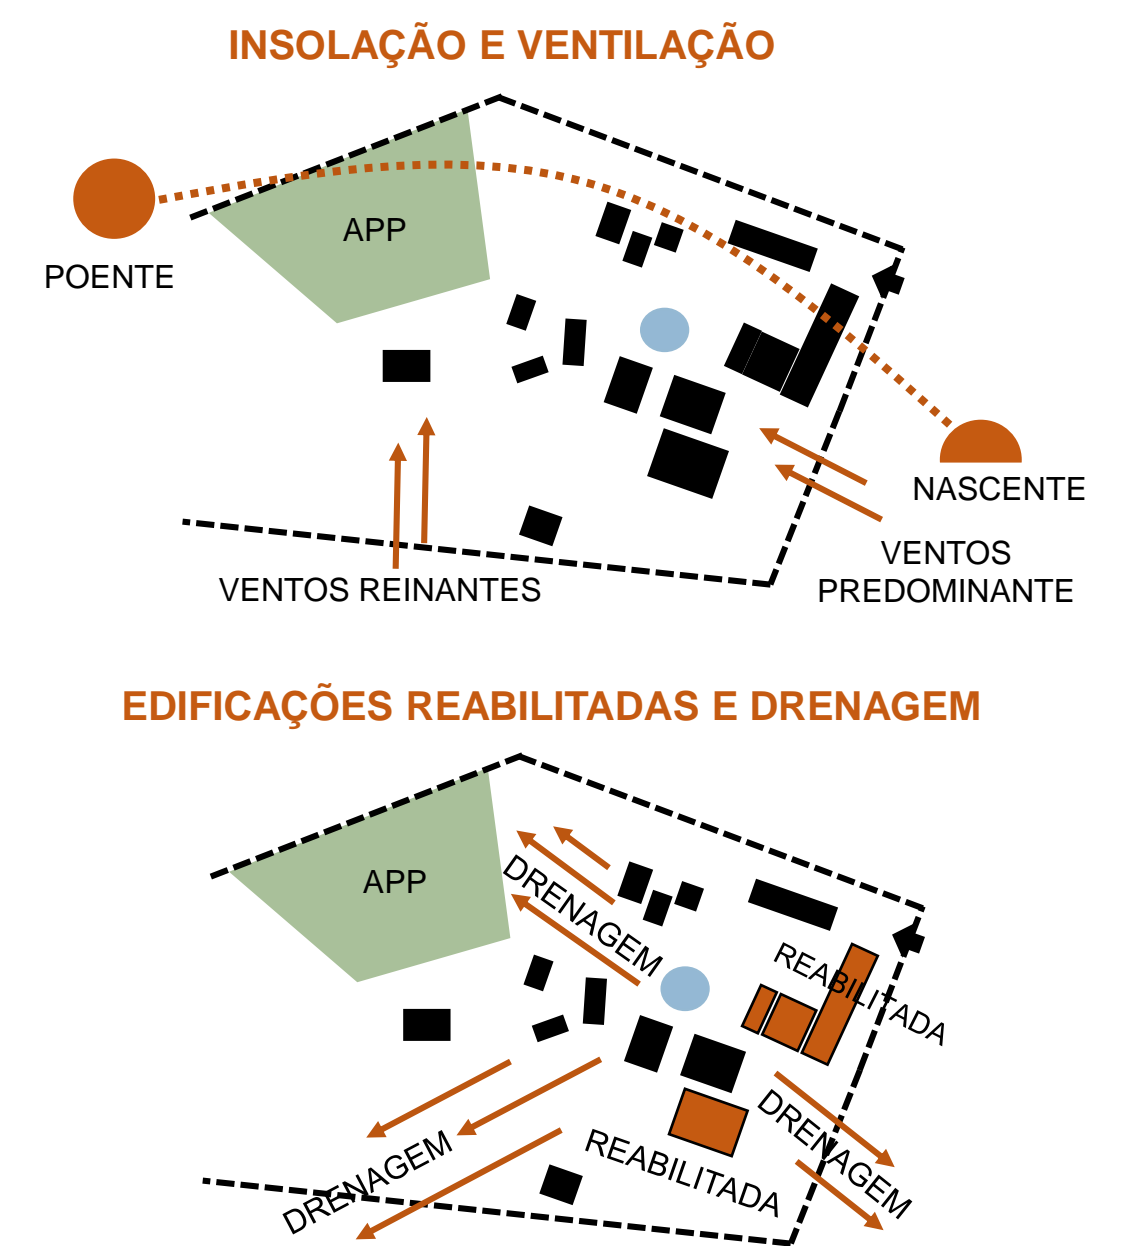 INSOLAÇÃO E VENTILAÇÃO
APP
POENTE
NASCENTE
VENTOS
PREDOMINANTE
VENTOS REINANTES
EDIFICAÇÕES REABILITADAS E DRENAGEM
APP
DRENAGEM
REABILITADA
DRENAGEM
REABILITADA
DRENAGEM